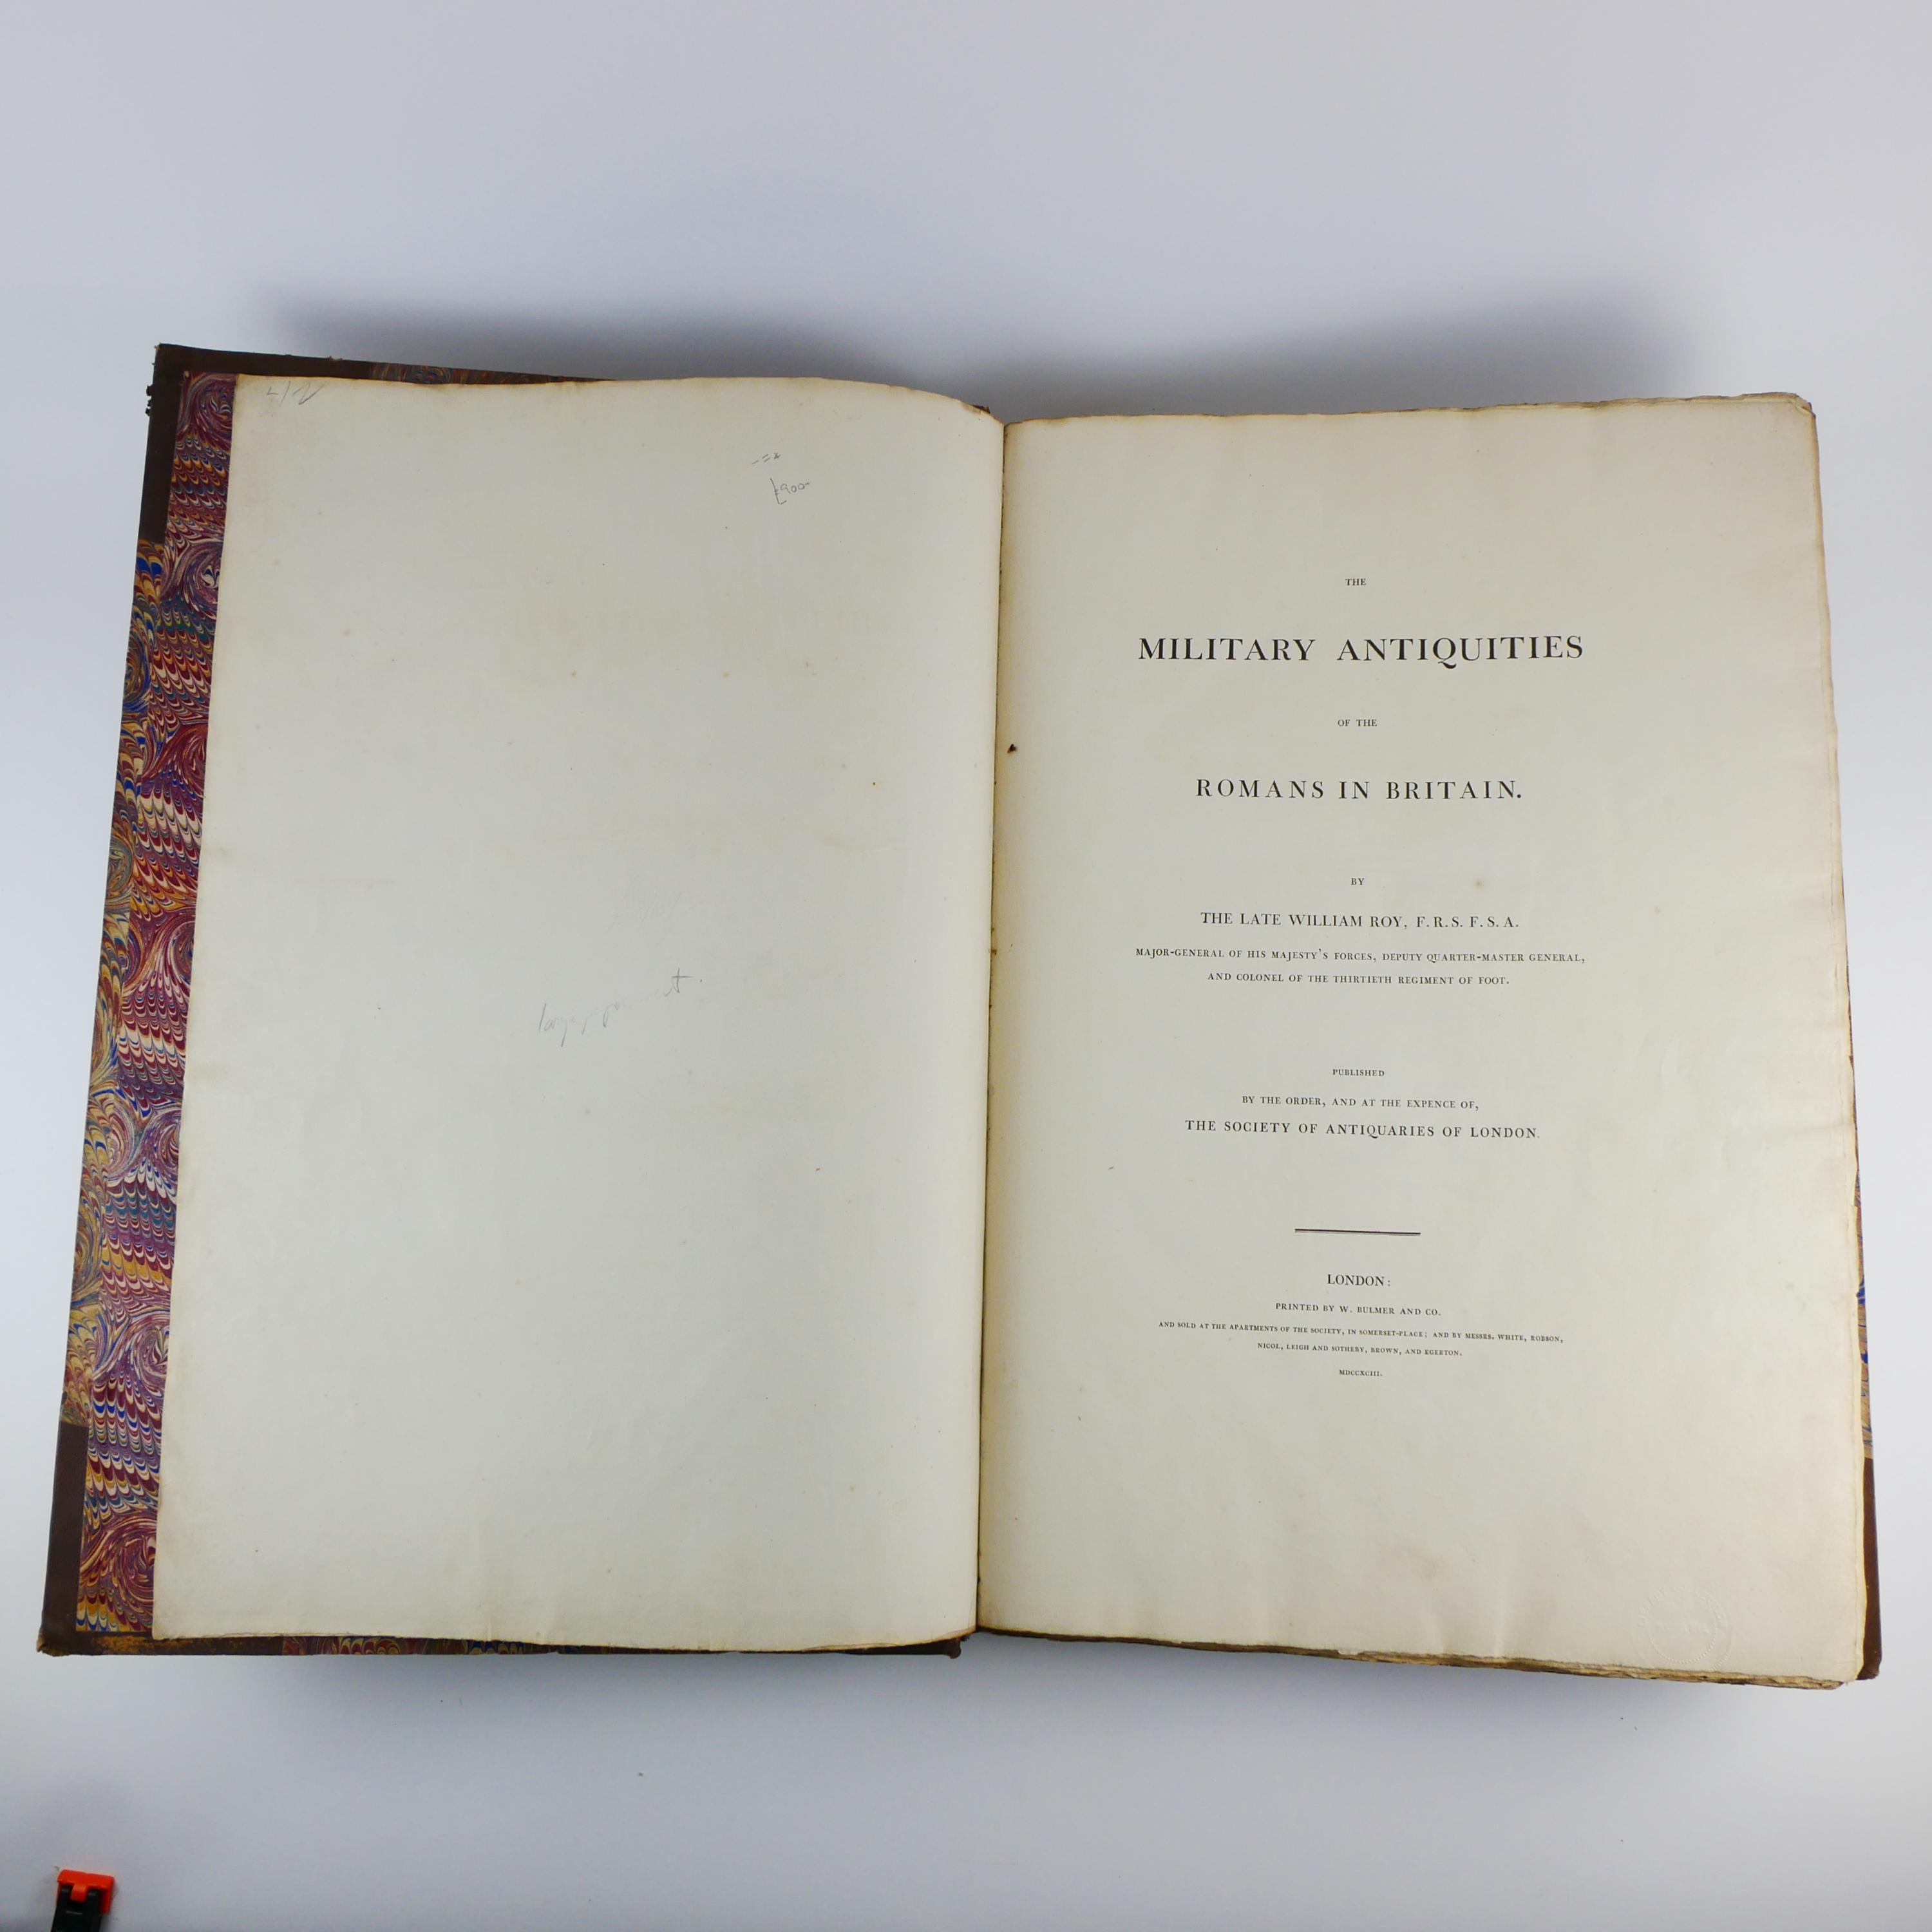 £900-
THE
MILITARY ANTIQUITIES
OF THE
ROMANS IN BRITAIN.
BY
THE LATE WILLIAM ROY, F.R.S. F.S.A.
MAJOR-GENERAL OF HIS MAJESTY'S FORCES, DEPUTY QUARTER-MASTER GENERAL,
AND COLONEL OF THE THIRTIETH REGIMENT OF FOOT.
PUBLISHED
BY THE ORDER, AND AT THE EXPENCE OF,
THE SOCIETY OF ANTIQUARIES OF LONDON.
LONDON:
PRINTED BY W. BULMER AND CO.
AND SOLD AT THE APARTMENTS OF THE SOCIETY, IN SOMERSET-PLACE; AND BY MESSRS. WHITE, ROBSON,
NICOL, LEIGH AND SOTHEBY, BROWN, AND EGERTON.
MDCCXCIII.